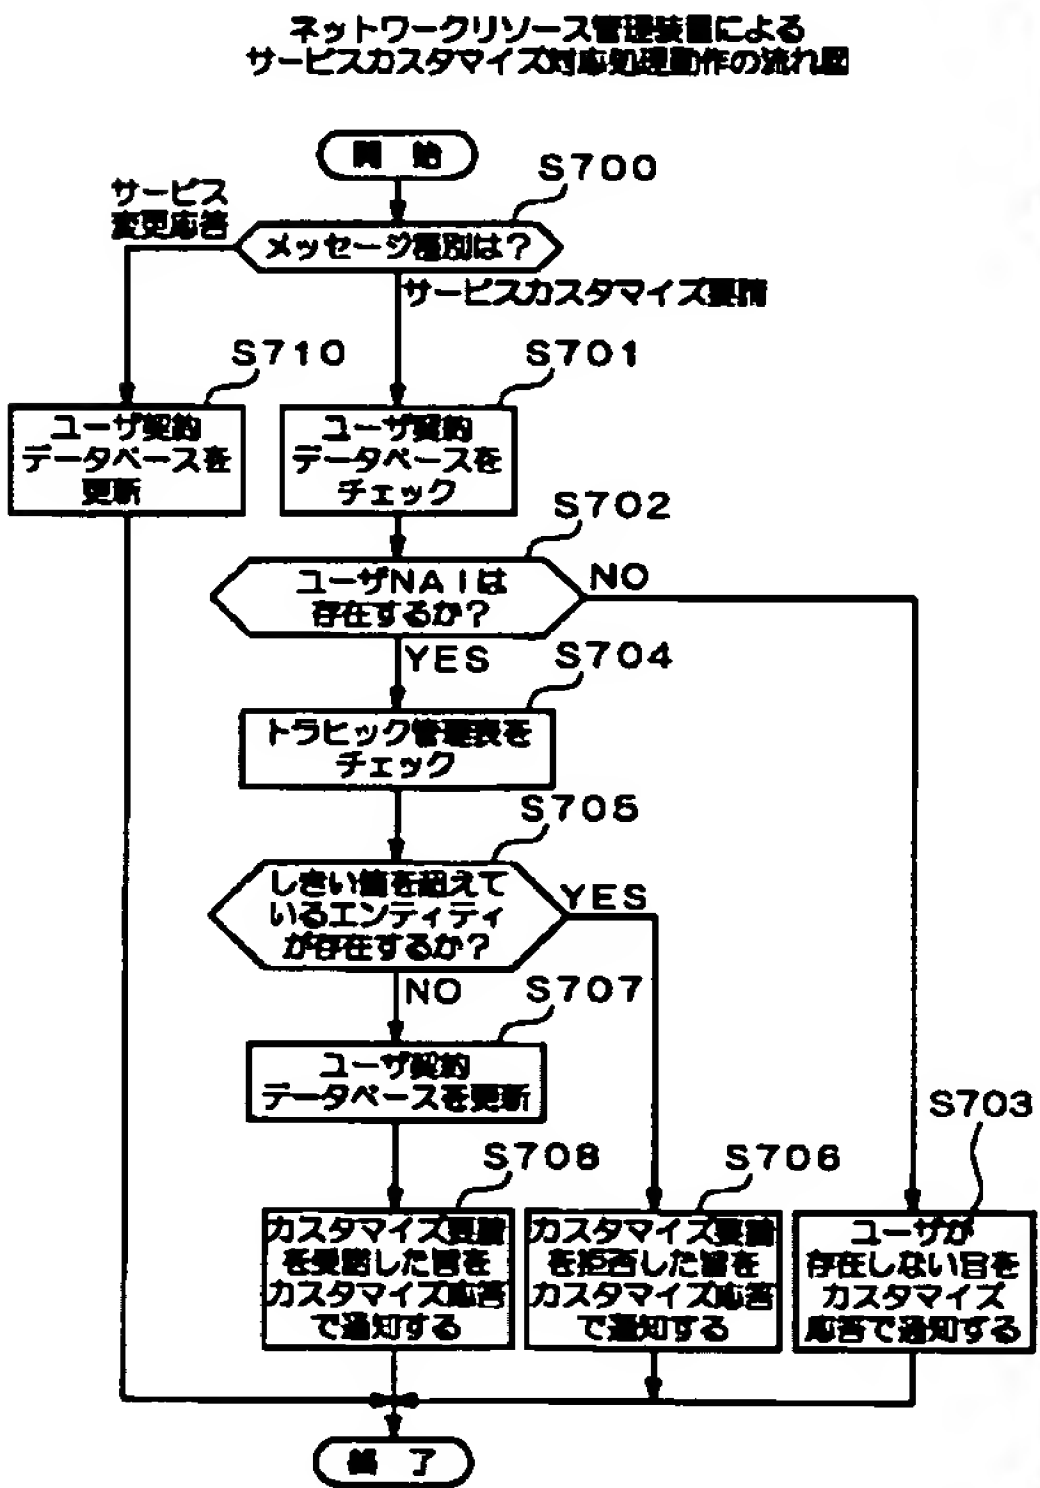 ネットワークリソース管理装置による
サービスカスタマイズ対応処理動作の流れ図
開 始
S700
サービス
変更応答
メッセージ種別は?
サービスカスタマイズ要請
S710
S701
ユーザ契約
データベースを
更新
ユーザ契約
データベースを
チェック
S702
ユーザNAIは
存在するか?
NO
YES
S704
トラヒック管理表を
チェック
S705
しきい値を超えて
いるエンティティ
が存在するか?
YES
NO
S707
ユーザ契約
データベースを更新
S703
S708
S706
カスタマイズ要請
を受諾した旨を
カスタマイズ応答
で通知する
カスタマイズ要請
を拒否した旨を
カスタマイズ応答
で通知する
ユーザが
存在しない旨を
カスタマイズ
応答で通知する
終 了